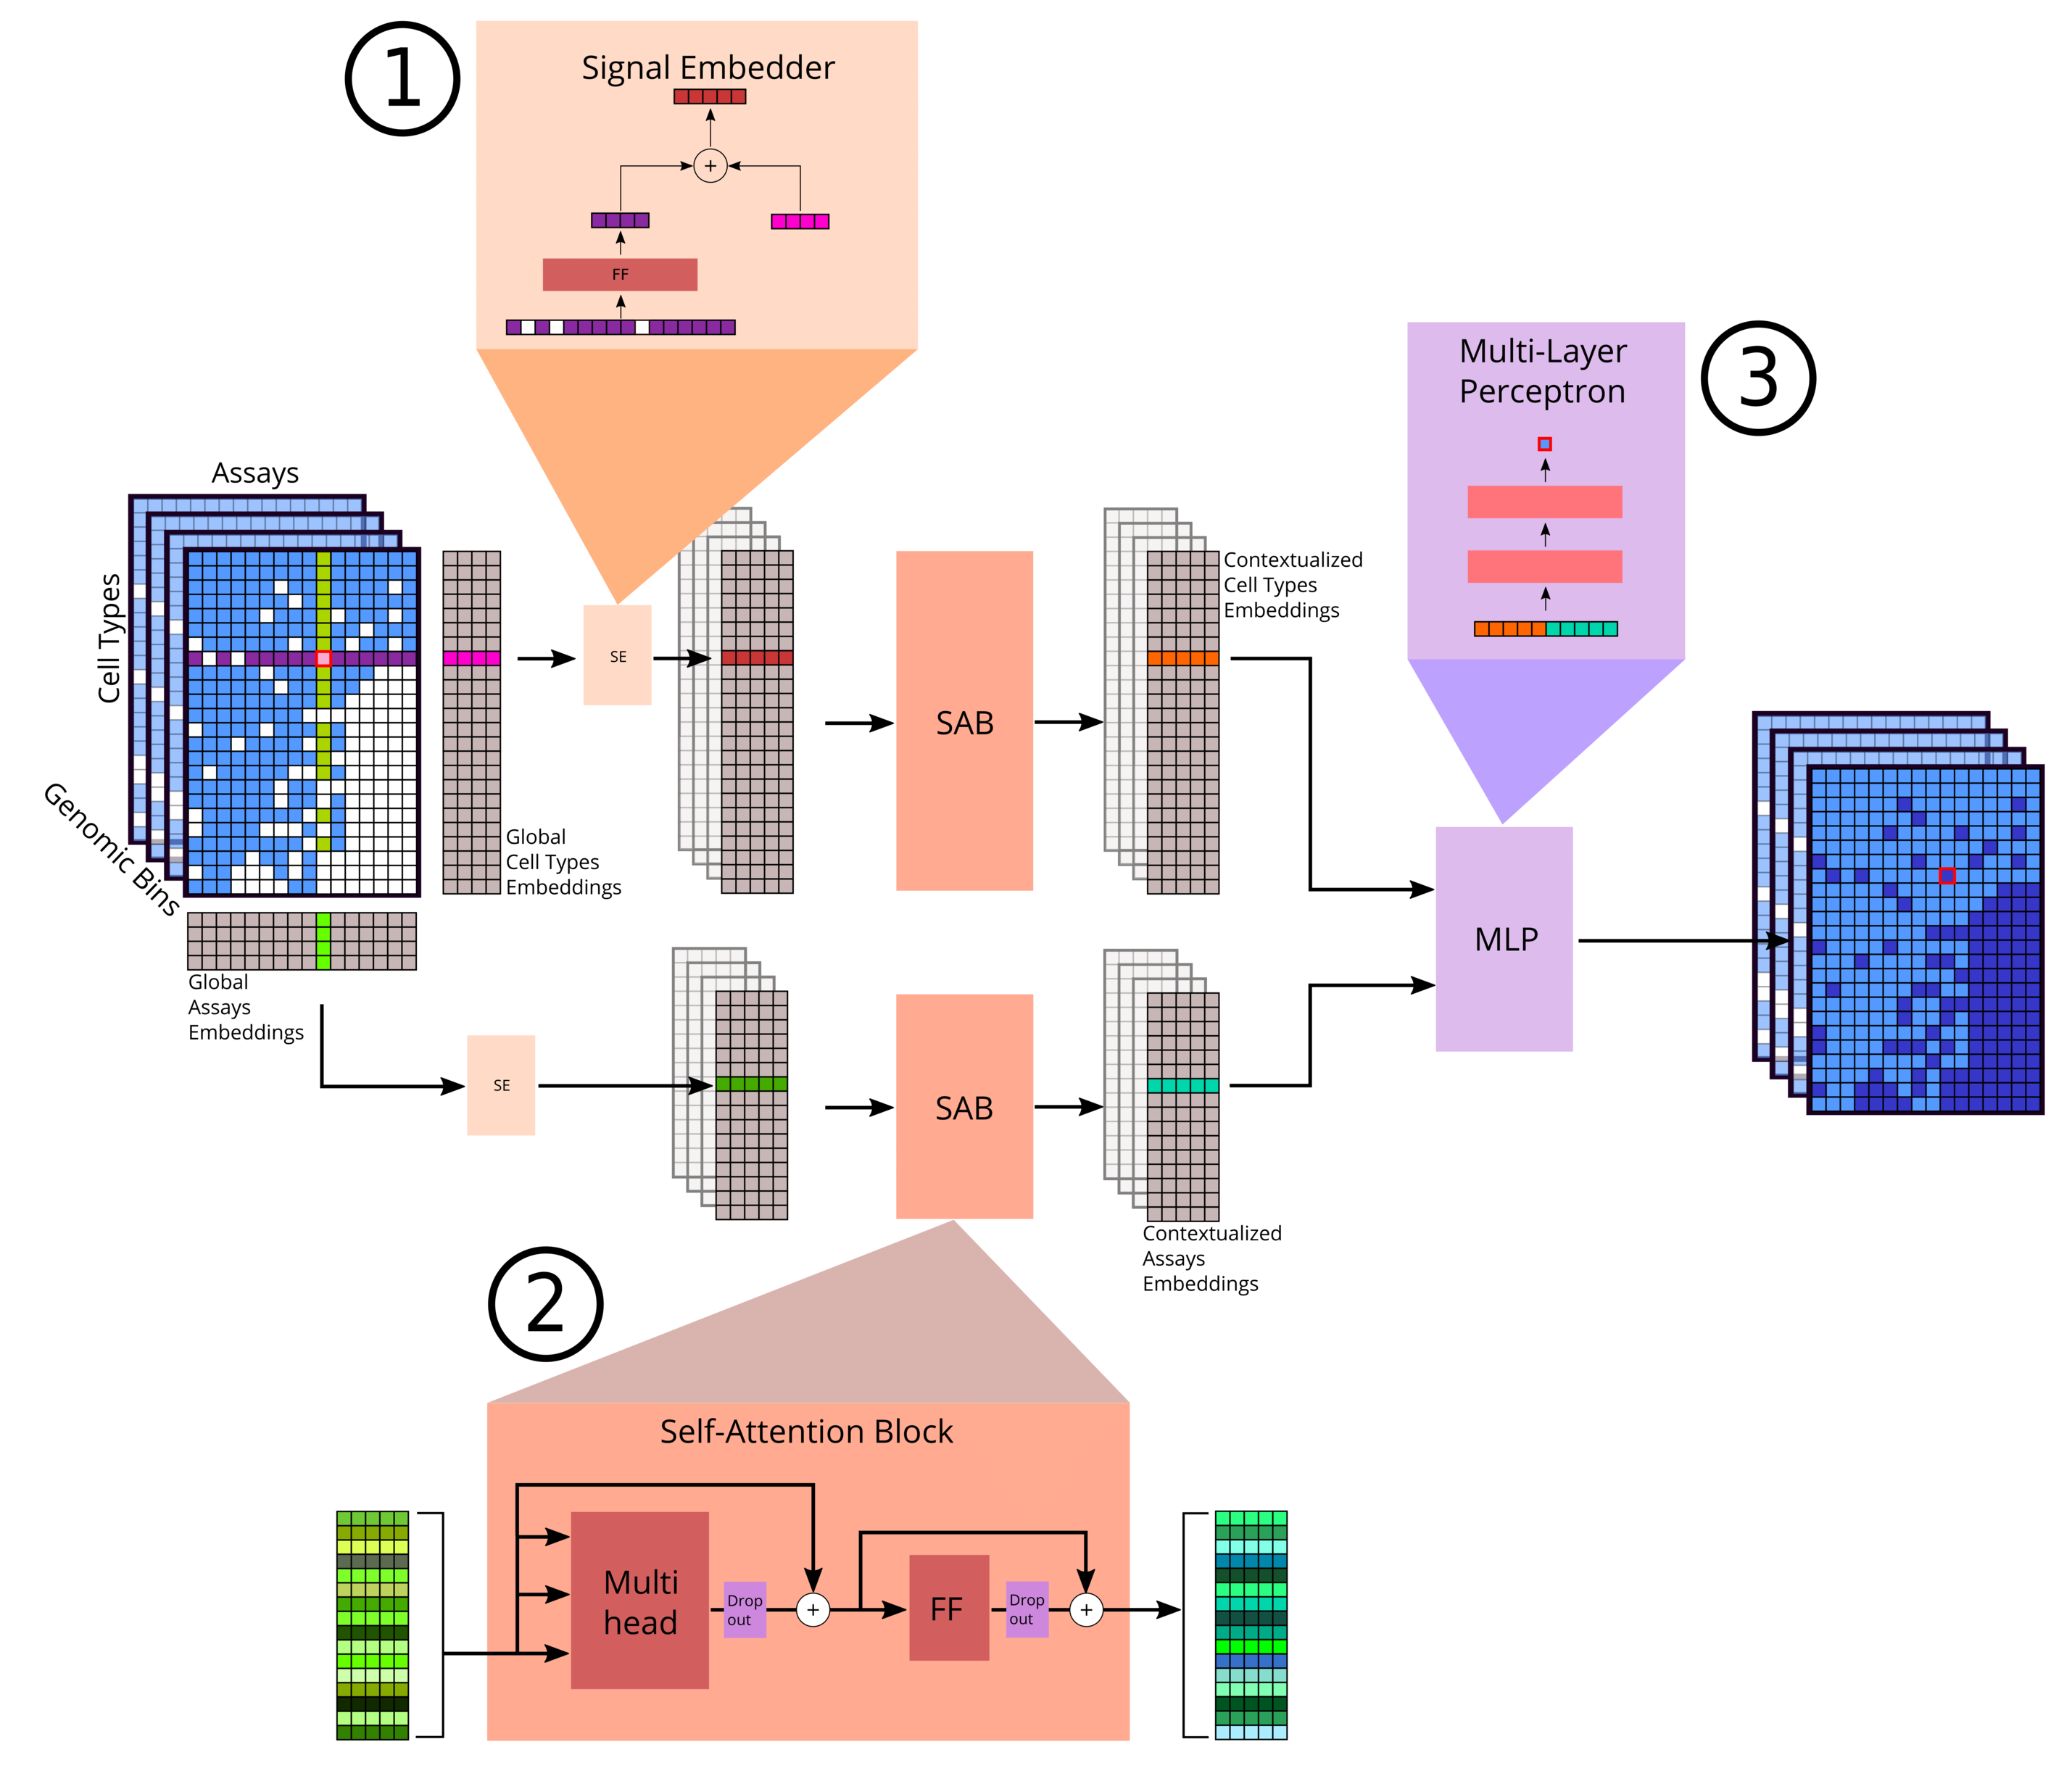 1
Signal Embedder
+
FF
Multi-Layer
Perceptron
3
Assays
Cell Types
Genomic Bins
Global
Cell Types
Embeddings
SE
SAB
Contextualized
Cell Types
Embeddings
MLP
Global
Assays
Embeddings
SE
SAB
Contextualized
Assays
Embeddings
2
Self-Attention Block
Multi
head
Drop
out
+
FF
Drop
out
+